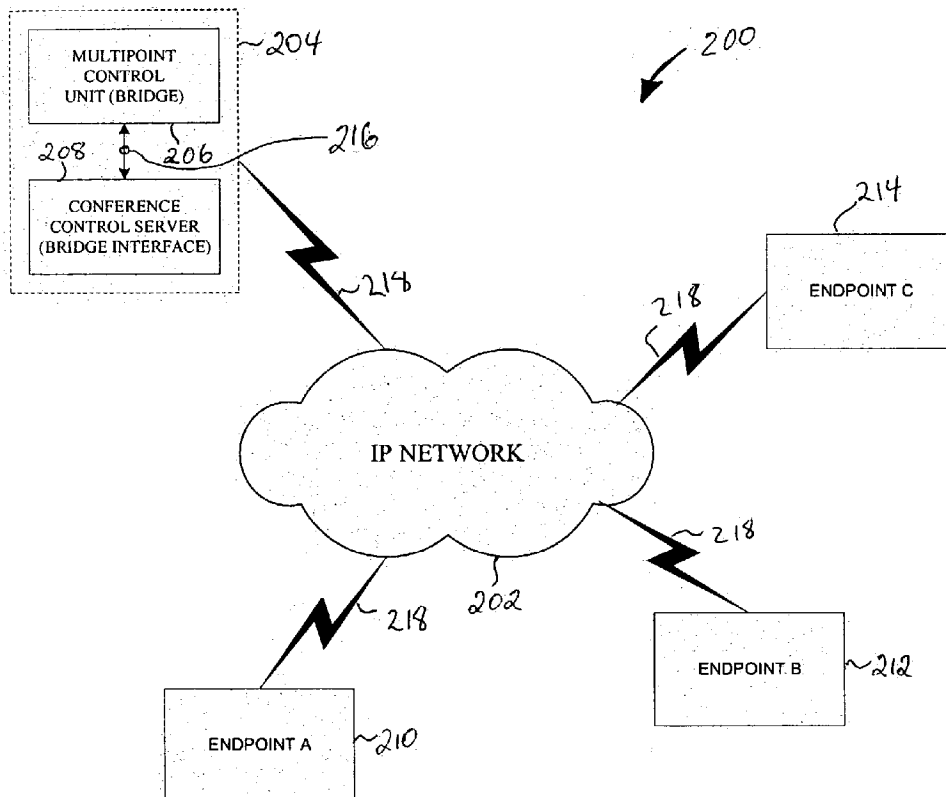 MULTIPOINT
CONTROL
UNIT (BRIDGE)
204
200
208
206
216
CONFERENCE
CONTROL SERVER
(BRIDGE INTERFACE)
218
214
ENDPOINT C
218
IP NETWORK
218
202
218
ENDPOINT B
212
ENDPOINT A
210